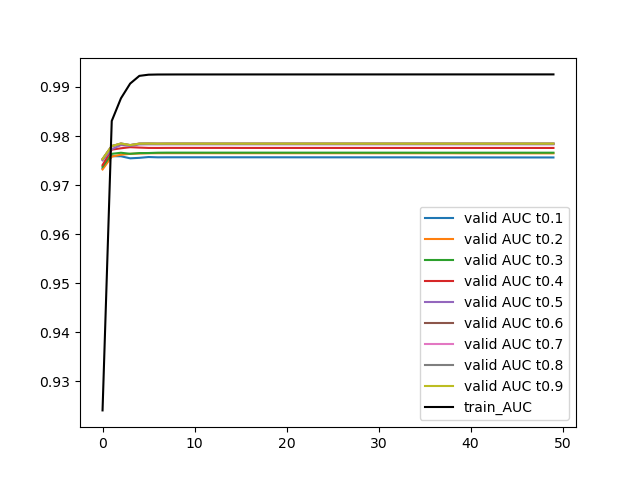 0.99
0.98
0.97
0.96
0.95
0.94
0.93
0 10 20 30 40 50
valid AUC t0.1
valid AUC t0.2
valid AUC t0.3
valid AUC t0.4
valid AUC t0.5
valid AUC t0.6
valid AUC t0.7
valid AUC t0.8
valid AUC t0.9
train_AUC